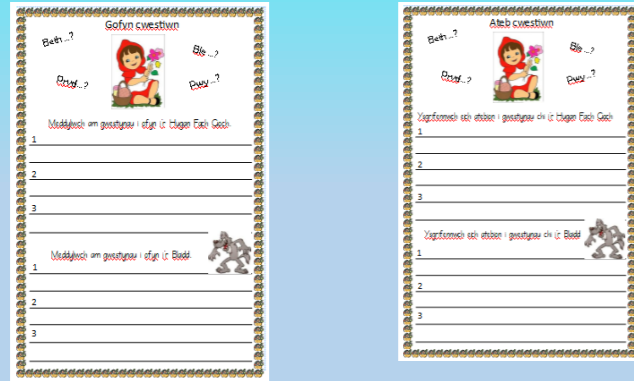 Gofyn cwestiwn
Beth...?
Ble...?
Pryd...?
Pwy...?
Meddyliwch am gwestiynau i ofyn i'r Hugan Fach Goch.
1
2
3
Meddyliwch am gwestiynau i ofyn i'r Blaidd.
1
2
3
Ateb cwestiwn
Beth...?
Ble...?
Pryd...?
Pwy...?
Ysgrifennwch eich atebion i gwestiynau chi i'r Hugan Fach Goch
1
2
3
Ysgrifennwch eich atebion i gwestiynau chi i'r Blaidd
1
2
3